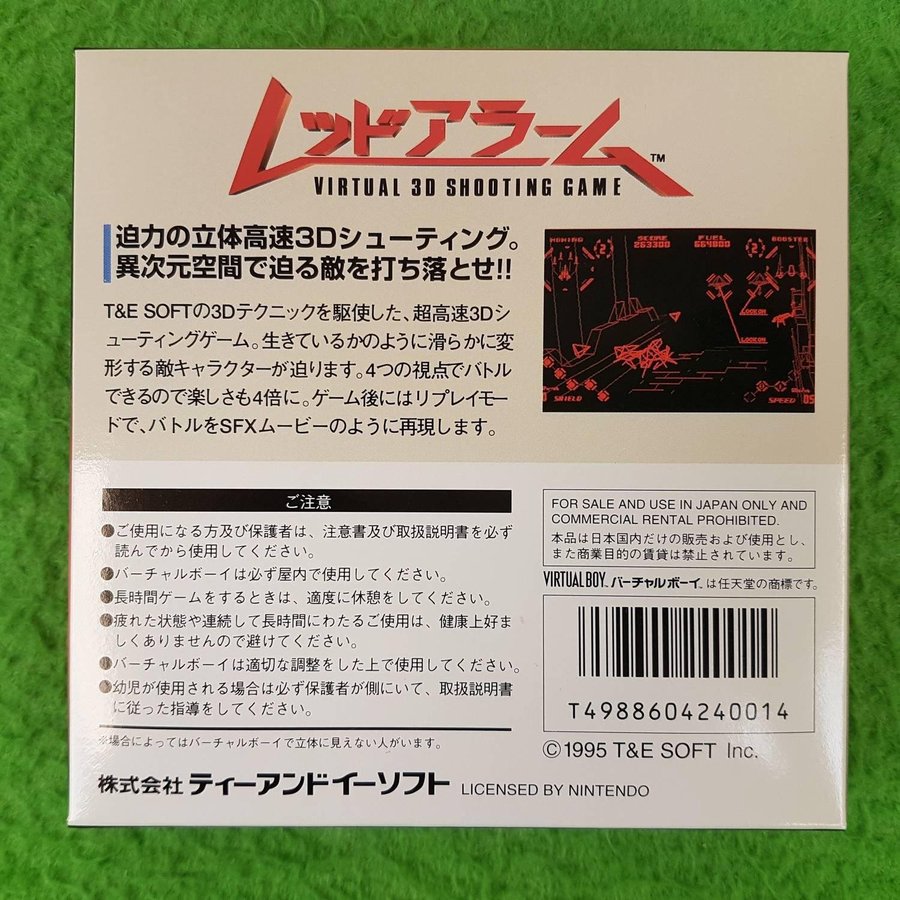 レッドアラーム™
VIRTUAL 3D SHOOTING GAME
迫力の立体高速3Dシューティング。
異次元空間で迫る敵を打ち落とせ!!
T&E SOFTの3Dテクニックを駆使した、超高速3Dシ
ューティングゲーム。生きているかのように滑らかに変
形する敵キャラクターが迫ります。4つの視点でバトル
できるので楽しさも4倍に。ゲーム後にはリプレイモー
ドで、バトルをSFXムービーのように再現します。
SCORE
263300
FUEL
664800
BOOSTER
LOCKON
LOCKON
SHIELD
SPEED
ご注意
●ご使用になる方及び保護者は、注意書及び取扱説明書を必ず
読んでから使用してください。
●バーチャルボーイは必ず屋内で使用してください。
●長時間ゲームをするときは、適度に休憩をしてください。
●疲れた状態や連続して長時間にわたるご使用は、健康上好ま
しくありませんので避けてください。
●バーチャルボーイは適切な調整をした上で使用してください。
●幼児が使用される場合は必ず保護者が側にいて、取扱説明書
に従った指導をしてください。
※場合によってはバーチャルボーイで立体に見えない人がいます。
FOR SALE AND USE IN JAPAN ONLY AND
COMMERCIAL RENTAL PROHIBITED.
本品は日本国内だけの販売および使用とし、
また商業目的の賃貸は禁止されています。
VIRTUAL BOY. バーチャルボーイ. は任天堂の商標です。
T4988604240014
©1995 T&E SOFT Inc.
株式会社 ティーアンドイーソフト LICENSED BY NINTENDO